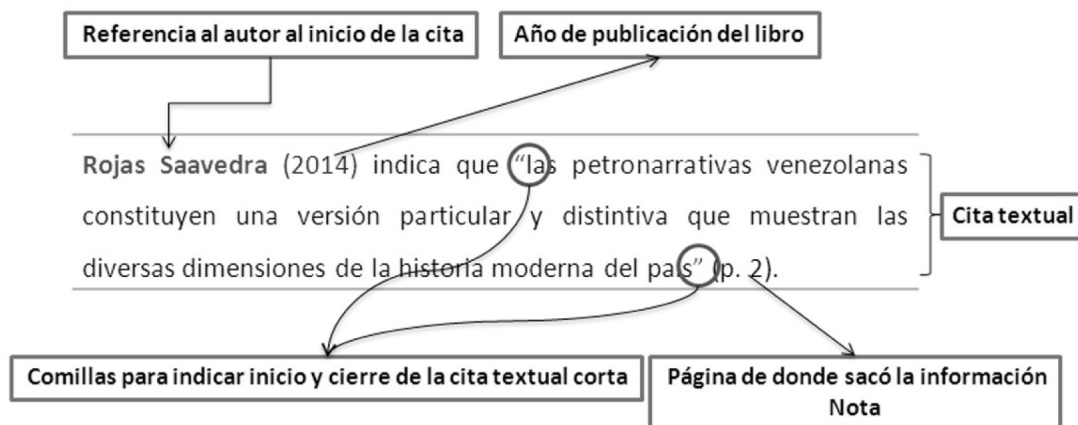 Referencia al autor al inicio de la cita
Año de publicación del libro
Rojas Saavedra (2014) indica que “las petronarrativas venezolanas
constituyen una versión particular y distintiva que muestran las
diversas dimensiones de la historia moderna del país” (p. 2).
Cita textual
Comillas para indicar inicio y cierre de la cita textual corta
Página de donde sacó la información
Nota